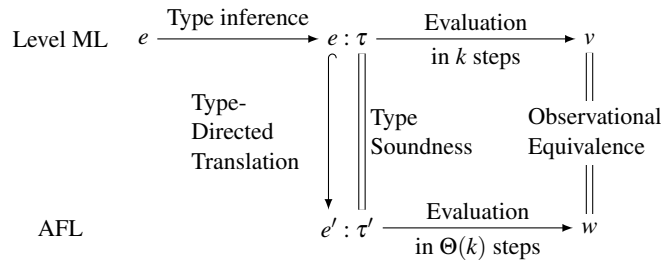 Level ML e Type inference e : τ Evaluation in k steps v
Type-
Directed
Translation
Type
Soundness
Observational
Equivalence
AFL e′ : τ′ Evaluation in Θ(k) steps w